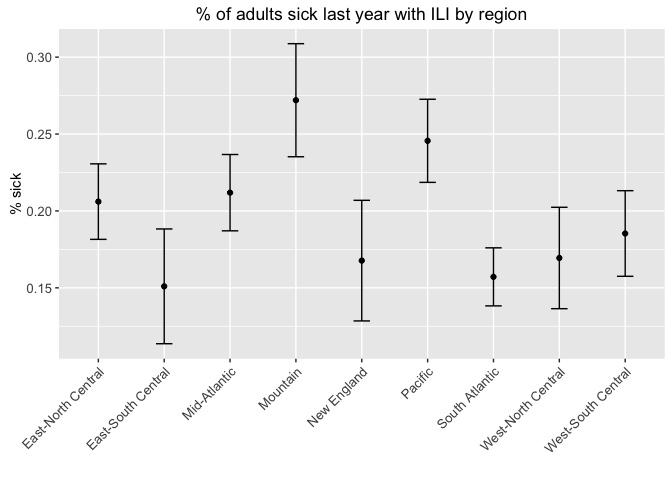 % of adults sick last year with ILI by region
% sick
0.30
0.25
0.20
0.15
East-North Central
East-South Central
Mid-Atlantic
Mountain
New England
Pacific
South Atlantic
West-North Central
West-South Central